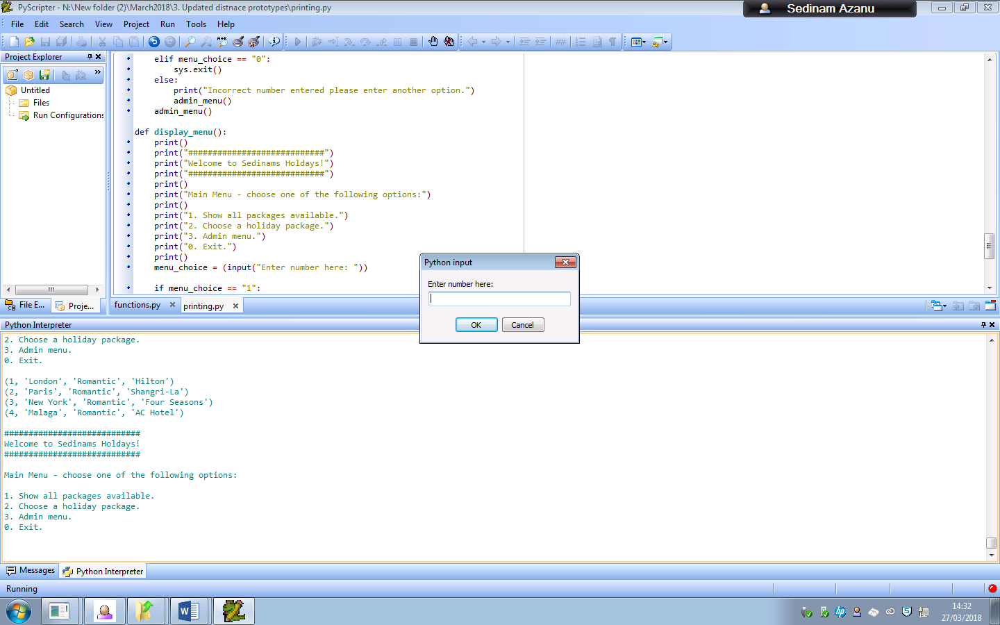 PyScripter - N:\New folder (2)\March2018\3. Updated distnace prototypes\printing.py
Sedinam Azanu
File Edit Search View Project Run Tools Help
Project Explorer
Untitled
Files
Run Configurations
File E...
Proje...
elif menu_choice == "0":
sys.exit()
else:
print("Incorrect number entered please enter another option.")
admin_menu()
admin_menu()
def display_menu():
print()
print("############################")
print("Welcome to Sedinams Holdays!")
print("############################")
print()
print("Main Menu - choose one of the following options:")
print()
print("1. Show all packages available.")
print("2. Choose a holiday package.")
print("3. Admin menu.")
print("0. Exit.")
print()
menu_choice = (input("Enter number here: "))
if menu_choice == "1":
functions.py
printing.py
Python input
Enter number here:
OK
Cancel
Python Interpreter
2. Choose a holiday package.
3. Admin menu.
0. Exit.
(1, 'London', 'Romantic', 'Hilton')
(2, 'Paris', 'Romantic', 'Shangri-La')
(3, 'New York', 'Romantic', 'Four Seasons')
(4, 'Malaga', 'Romantic', 'AC Hotel')
############################
Welcome to Sedinams Holdays!
############################
Main Menu - choose one of the following options:
1. Show all packages available.
2. Choose a holiday package.
3. Admin menu.
0. Exit.
Messages
Python Interpreter
Running
14:32
27/03/2018